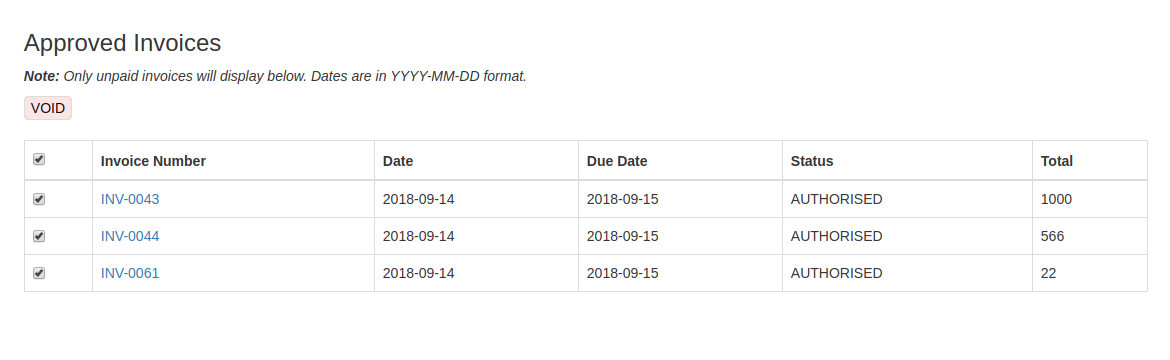 Approved Invoices
Note: Only unpaid invoices will display below. Dates are in YYYY-MM-DD format.
VOID
Invoice Number Date Due Date Status Total
INV-0043 2018-09-14 2018-09-15 AUTHORISED 1000
INV-0044 2018-09-14 2018-09-15 AUTHORISED 566
INV-0061 2018-09-14 2018-09-15 AUTHORISED 22